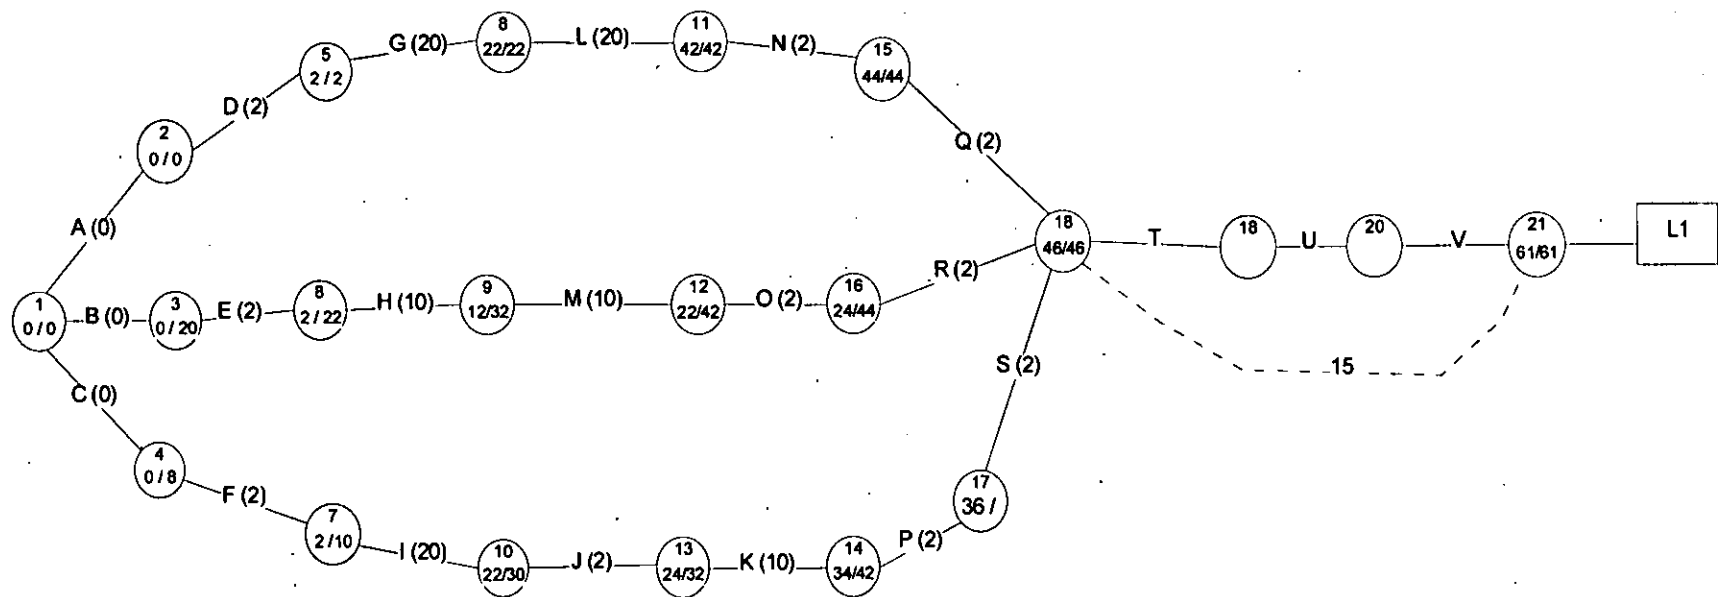 8
11
G (20)
22/22
L (20)
42/42
N (2)
15
44/44
5
2 / 2
D (2)
2
0 / 0
Q (2)
A (0)
18
46/46
T
18
U
20
V
21
61/61
L1
R (2)
1
0 / 0
B (0)
3
0 / 20
E (2)
8
2 / 22
H (10)
9
12/32
M (10)
12
22/42
O (2)
16
24/44
S (2)
15
C (0)
4
0 / 8
F (2)
17
36 /
7
2 /10
I (20)
10
22/30
J (2)
13
24/32
K (10)
14
34/42
P (2)